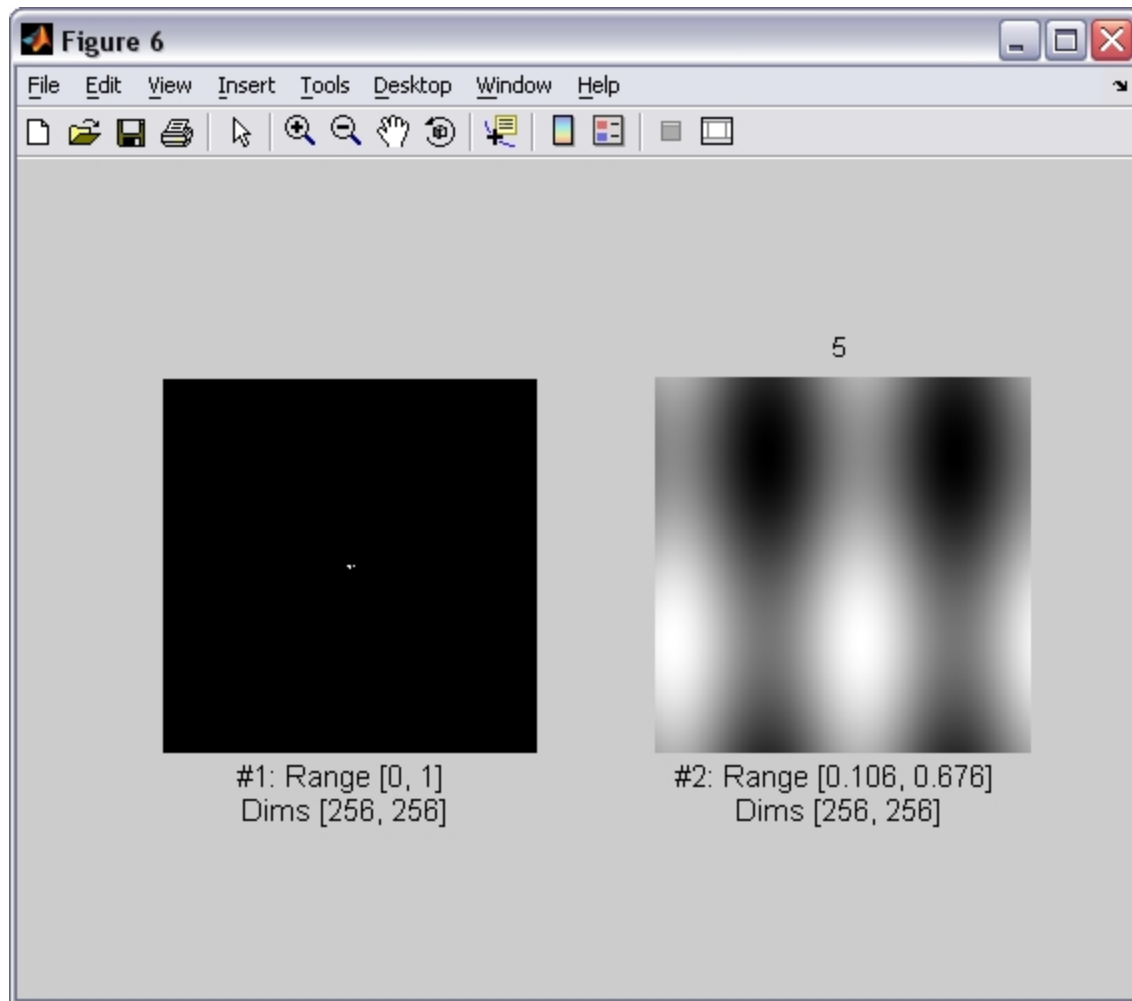 Figure 6
File Edit View Insert Tools Desktop Window Help
5
#1: Range [0, 1]
Dims [256, 256]
#2: Range [0.106, 0.676]
Dims [256, 256]